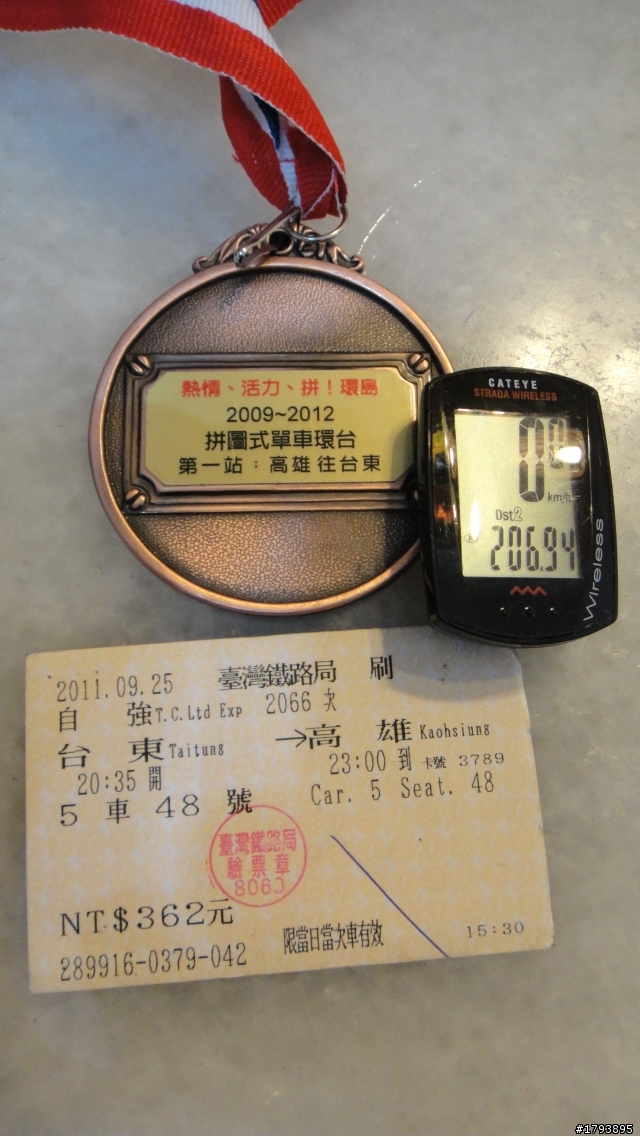 熱情、活力、拼！環島
2009~2012
拼圖式單車環台
第一站：高雄往台東
CATEYE
STRADA WIRELESS
km/h
Dst2
206.94
Wireless
2011.09.25 臺灣鐵路局 刷
自 強 T.C.Ltd Exp 2066 次
台 東 Taitung →高 雄 Kaohsiung
20:35 開 23:00 到 卡號 3789
5 車 48 號 Car. 5 Seat. 48
臺灣鐵路局
驗票章
NT$362元
限當日當次車有效 15:30
289916-0379-042
#1793895